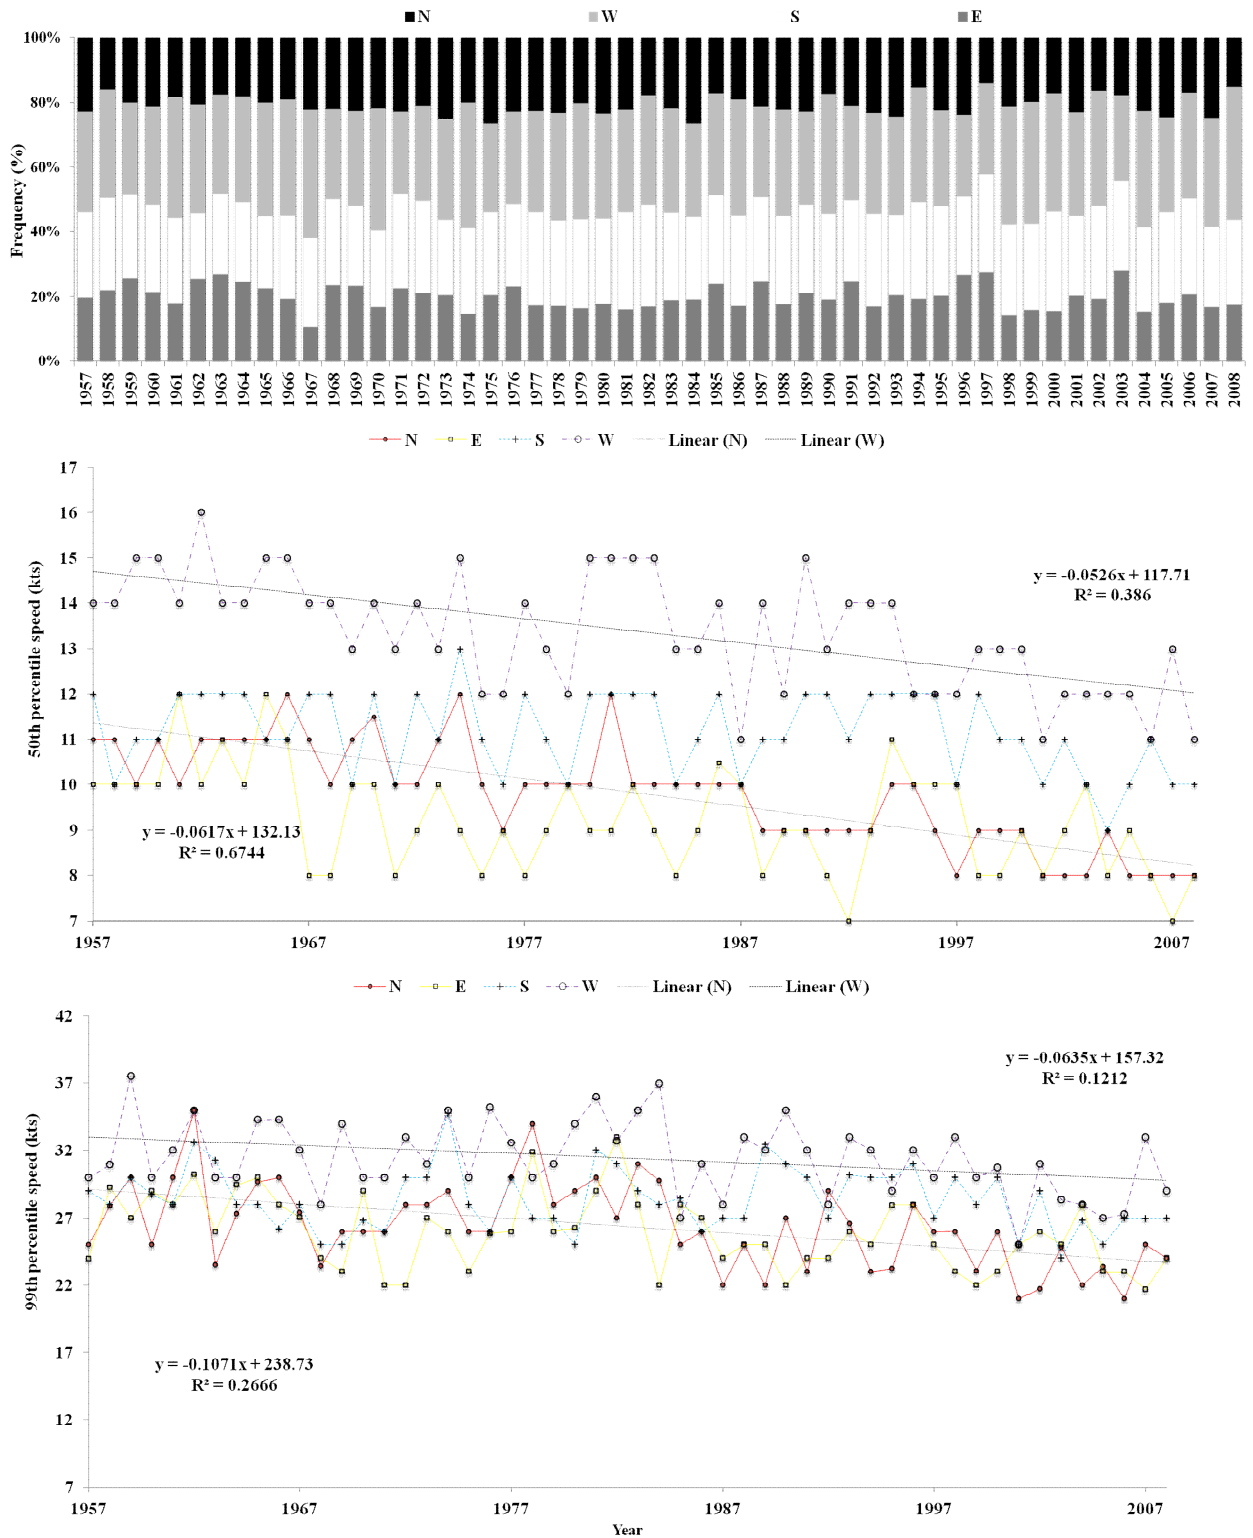 N W S E
100%
80%
60%
40%
20%
0%
Frequency (%)
1957 1958 1959 1960 1961 1962 1963 1964 1965 1966 1967 1968 1969 1970 1971 1972 1973 1974 1975 1976 1977 1978 1979 1980 1981 1982 1983 1984 1985 1986 1987 1988 1989 1990 1991 1992 1993 1994 1995 1996 1997 1998 1999 2000 2001 2002 2003 2004 2005 2006 2007 2008
N E S W Linear (N) Linear (W)
17
16
15
14
13
12
11
10
9
8
7
50th percentile speed (kts)
y = -0.0526x + 117.71
R² = 0.386
y = -0.0617x + 132.13
R² = 0.6744
1957 1967 1977 1987 1997 2007
N E S W Linear (N) Linear (W)
42
37
32
27
22
17
12
7
99th percentile speed (kts)
y = -0.0635x + 157.32
R² = 0.1212
y = -0.1071x + 238.73
R² = 0.2666
1957 1967 1977 1987 1997 2007
Year